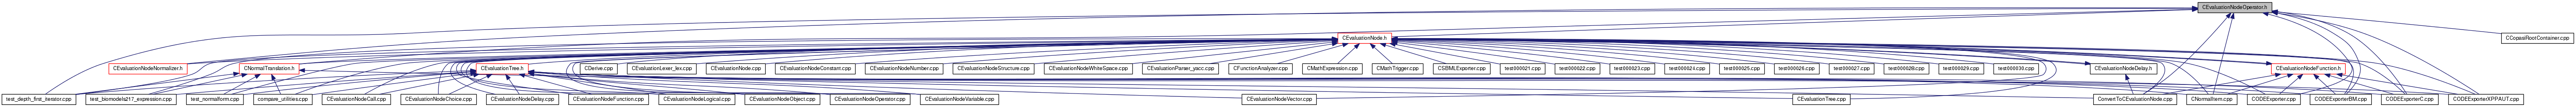 CEvaluationNodeOperator.h
CCopasiRootContainer.cpp
CEvaluationNode.h
CEvaluationNodeNormalizer.h
CNormalTranslation.h
CEvaluationTree.h
CDerive.cpp
CEvaluationLexer_lex.cpp
CEvaluationNode.cpp
CEvaluationNodeConstant.cpp
CEvaluationNodeNumber.cpp
CEvaluationNodeStructure.cpp
CEvaluationNodeWhiteSpace.cpp
CEvaluationParser_yacc.cpp
CFunctionAnalyzer.cpp
CMathExpression.cpp
CMathTrigger.cpp
CSBMLExporter.cpp
test000021.cpp
test000022.cpp
test000023.cpp
test000024.cpp
test000025.cpp
test000026.cpp
test000027.cpp
test000028.cpp
test000029.cpp
test000030.cpp
CEvaluationNodeDelay.h
CEvaluationNodeFunction.h
test_depth_first_iterator.cpp
test_biomodels217_expression.cpp
test_normalform.cpp
compare_utilities.cpp
CEvaluationNodeCall.cpp
CEvaluationNodeChoice.cpp
CEvaluationNodeDelay.cpp
CEvaluationNodeFunction.cpp
CEvaluationNodeLogical.cpp
CEvaluationNodeObject.cpp
CEvaluationNodeOperator.cpp
CEvaluationNodeVariable.cpp
CEvaluationNodeVector.cpp
CEvaluationTree.cpp
ConvertToCEvaluationNode.cpp
CNormalItem.cpp
CODEExporter.cpp
CODEExporterBM.cpp
CODEExporterC.cpp
CODEExporterXPPAUT.cpp